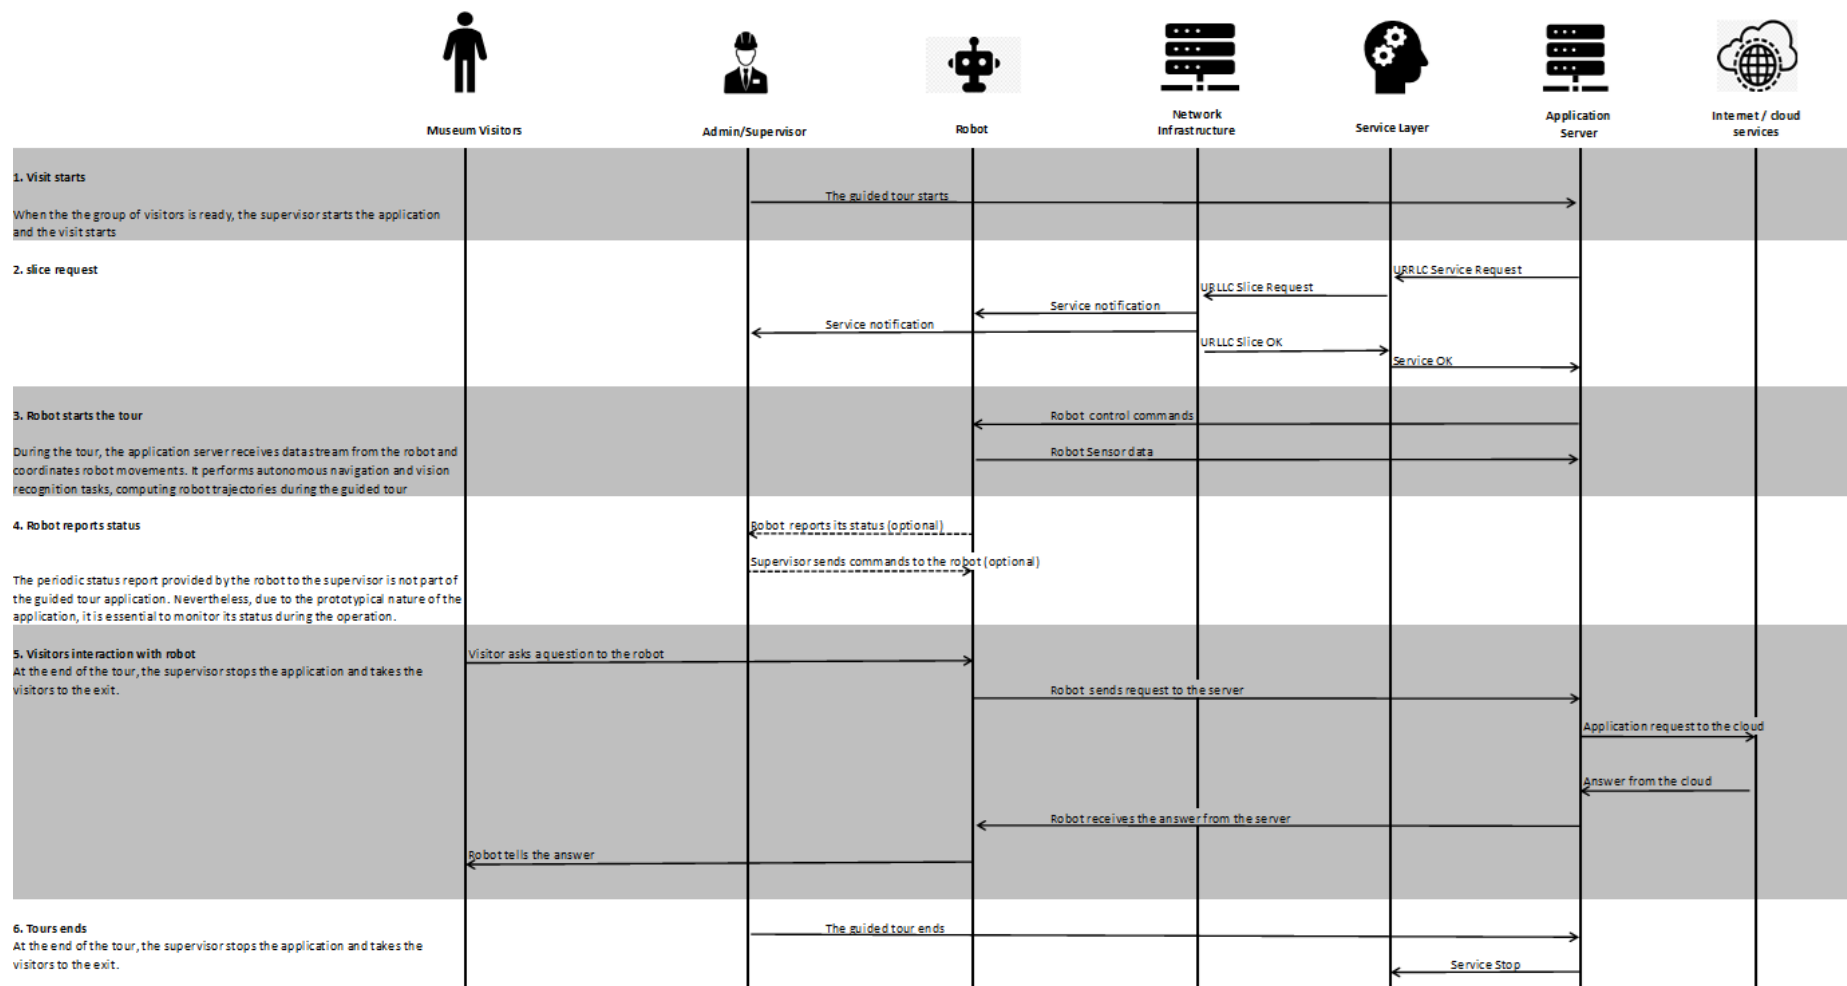 Museum Visitors
Admin/Supervisor
Robot
Network
Infrastructure
Service Layer
Application
Server
Internet / cloud
services
1. Visit starts
The guided tour starts
When the the group of visitors is ready, the supervisor starts the application
and the visit starts
2. slice request
URRLC Service Request
URLLC Slice Request
Service notification
Service notification
URLLC Slice OK
Service OK
3. Robot starts the tour
Robot control commands
During the tour, the application server receives data stream from the robot and
coordinates robot movements. It performs autonomous navigation and vision
recognition tasks, computing robot trajectories during the guided tour
Robot Sensor data
4. Robot reports status
Robot reports its status (optional)
Supervisor sends commands to the robot (optional)
The periodic status report provided by the robot to the supervisor is not part of
the guided tour application. Nevertheless, due to the prototypical nature of the
application, it is essential to monitor its status during the operation.
5. Visitors interaction with robot
At the end of the tour, the supervisor stops the application and takes the
visitors to the exit.
Visitor asks a question to the robot
Robot sends request to the server
Application request to the cloud
Answer from the cloud
Robot receives the answer from the server
Robot tells the answer
6. Tours ends
At the end of the tour, the supervisor stops the application and takes the
visitors to the exit.
The guided tour ends
Service Stop